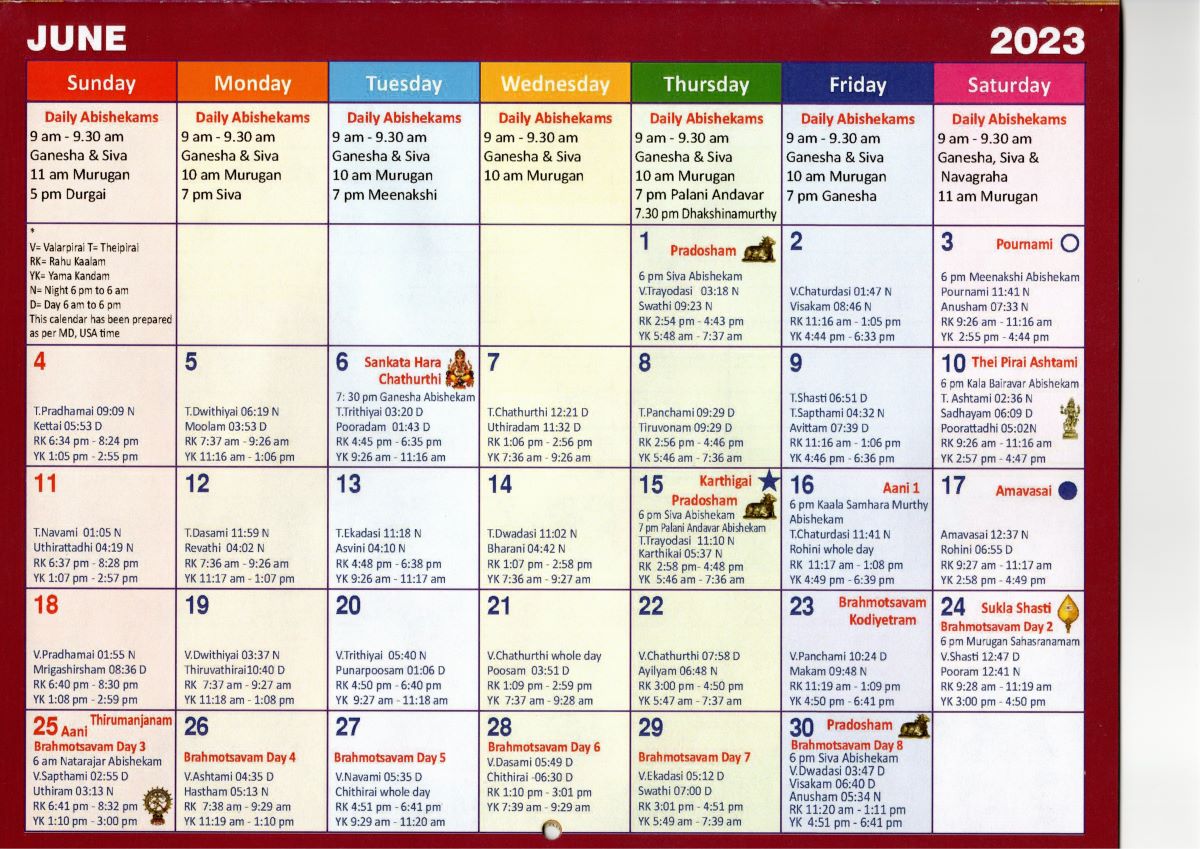 JUNE 2023
Sunday Monday Tuesday Wednesday Thursday Friday Saturday
Daily Abishekams
9 am - 9.30 am
Ganesha & Siva
11 am Murugan
5 pm Durgai
Daily Abishekams
9 am - 9.30 am
Ganesha & Siva
10 am Murugan
7 pm Siva
Daily Abishekams
9 am - 9.30 am
Ganesha & Siva
10 am Murugan
7 pm Meenakshi
Daily Abishekams
9 am - 9.30 am
Ganesha & Siva
10 am Murugan
Daily Abishekams
9 am - 9.30 am
Ganesha & Siva
10 am Murugan
7 pm Palani Andavar
7.30 pm Dhakshinamurthy
Daily Abishekams
9 am - 9.30 am
Ganesha & Siva
10 am Murugan
7 pm Ganesha
Daily Abishekams
9 am - 9.30 am
Ganesha, Siva &
Navagraha
11 am Murugan
*
V= Valarpirai T= Theipirai
RK= Rahu Kaalam
YK= Yama Kandam
N= Night 6 pm to 6 am
D= Day 6 am to 6 pm
This calendar has been prepared
as per MD, USA time
1 Pradosham
6 pm Siva Abishekam
V.Trayodasi 03:18 N
Swathi 09:23 N
RK 2:54 pm - 4:43 pm
YK 5:48 am - 7:37 am
2
V.Chaturdasi 01:47 N
Visakam 08:46 N
RK 11:16 am - 1:05 pm
YK 4:44 pm - 6:33 pm
3 Pournami
6 pm Meenakshi Abishekam
Pournami 11:41 N
Anusham 07:33 N
RK 9:26 am - 11:16 am
YK 2:55 pm - 4:44 pm
4
T.Pradhamai 09:09 N
Kettai 05:53 D
RK 6:34 pm - 8:24 pm
YK 1:05 pm - 2:55 pm
5
T.Dwithiyai 06:19 N
Moolam 03:53 D
RK 7:37 am - 9:26 am
YK 11:16 am - 1:06 pm
6 Sankata Hara
Chathurthi
7: 30 pm Ganesha Abishekam
T.Trithiyai 03:20 D
Pooradam 01:43 D
RK 4:45 pm - 6:35 pm
YK 9:26 am - 11:16 am
7
T.Chathurthi 12:21 D
Uthiradam 11:32 D
RK 1:06 pm - 2:56 pm
YK 7:36 am - 9:26 am
8
T.Panchami 09:29 D
Tiruvonam 09:29 D
RK 2:56 pm - 4:46 pm
YK 5:46 am - 7:36 am
9
T.Shasti 06:51 D
T.Sapthami 04:32 N
Avittam 07:39 D
RK 11:16 am - 1:06 pm
YK 4:46 pm - 6:36 pm
10 Thei Pirai Ashtami
6 pm Kala Bairavar Abishekam
T. Ashtami 02:36 N
Sadhayam 06:09 D
Poorattadhi 05:02N
RK 9:26 am - 11:16 am
YK 2:57 pm - 4:47 pm
11
T.Navami 01:05 N
Uthirattadhi 04:19 N
RK 6:37 pm - 8:28 pm
YK 1:07 pm - 2:57 pm
12
T.Dasami 11:59 N
Revathi 04:02 N
RK 7:36 am - 9:26 am
YK 11:17 am - 1:07 pm
13
T.Ekadasi 11:18 N
Asvini 04:10 N
RK 4:48 pm - 6:38 pm
YK 9:26 am - 11:17 am
14
T.Dwadasi 11:02 N
Bharani 04:42 N
RK 1:07 pm - 2:58 pm
YK 7:36 am - 9:27 am
15 Karthigai
Pradosham
6 pm Siva Abishekam
7 pm Palani Andavar Abishekam
T.Trayodasi 11:10 N
Karthikai 05:37 N
RK 2:58 pm- 4:48 pm
YK 5:46 am - 7:36 am
16 Aani 1
6 pm Kaala Samhara Murthy
Abishekam
T.Chaturdasi 11:41 N
Rohini whole day
RK 11:17 am - 1:08 pm
YK 4:49 pm - 6:39 pm
17 Amavasai
Amavasai 12:37 N
Rohini 06:55 D
RK 9:27 am - 11:17 am
YK 2:58 pm - 4:49 pm
18
V.Pradhamai 01:55 N
Mrigashirsham 08:36 D
RK 6:40 pm - 8:30 pm
YK 1:08 pm - 2:59 pm
19
V.Dwithiyai 03:37 N
Thiruvathirai10:40 D
RK 7:37 am - 9:27 am
YK 11:18 am - 1:08 pm
20
V.Trithiyai 05:40 N
Punarpoosam 01:06 D
RK 4:50 pm - 6:40 pm
YK 9:27 am - 11:18 am
21
V.Chathurthi whole day
Poosam 03:51 D
RK 1:09 pm - 2:59 pm
YK 7:37 am - 9:28 am
22
V.Chathurthi 07:58 D
Ayilyam 06:48 N
RK 3:00 pm - 4:50 pm
YK 5:47 am - 7:37 am
23 Brahmotsavam
Kodiyetram
V.Panchami 10:24 D
Makam 09:48 N
RK 11:19 am - 1:09 pm
YK 4:50 pm - 6:41 pm
24 Sukla Shasti
Brahmotsavam Day 2
6 pm Murugan Sahasranamam
V.Shasti 12:47 D
Pooram 12:41 N
RK 9:28 am - 11:19 am
YK 3:00 pm - 4:50 pm
25 Aani Thirumanjanam
Brahmotsavam Day 3
6 am Natarajar Abishekam
V.Sapthami 02:55 D
Uthiram 03:13 N
RK 6:41 pm - 8:32 pm
YK 1:10 pm - 3:00 pm
26
Brahmotsavam Day 4
V.Ashtami 04:35 D
Hastham 05:13 N
RK 7:38 am - 9:29 am
YK 11:19 am - 1:10 pm
27
Brahmotsavam Day 5
V.Navami 05:35 D
Chithirai whole day
RK 4:51 pm - 6:41 pm
YK 9:29 am - 11:20 am
28
Brahmotsavam Day 6
V.Dasami 05:49 D
Chithirai -06:30 D
RK 1:10 pm - 3:01 pm
YK 7:39 am - 9:29 am
29
Brahmotsavam Day 7
V.Ekadasi 05:12 D
Swathi 07:00 D
RK 3:01 pm - 4:51 pm
YK 5:49 am - 7:39 am
30 Pradosham
Brahmotsavam Day 8
6 pm Siva Abishekam
V.Dwadasi 03:47 D
Visakam 06:40 D
Anusham 05:34 N
RK 11:20 am - 1:11 pm
YK 4:51 pm - 6:41 pm